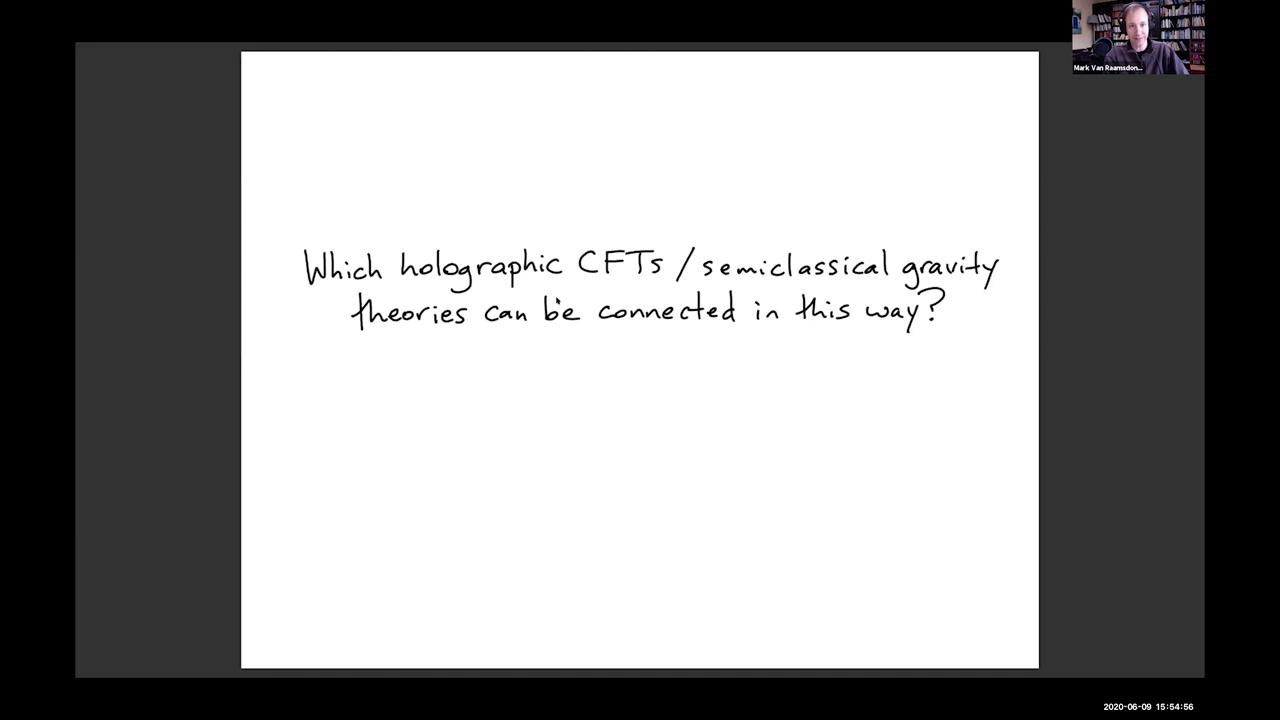 Mark Van Raamsdon...
Which holographic CFTs / semiclassical gravity
theories can be connected in this way?
2020-06-09 15:54:56